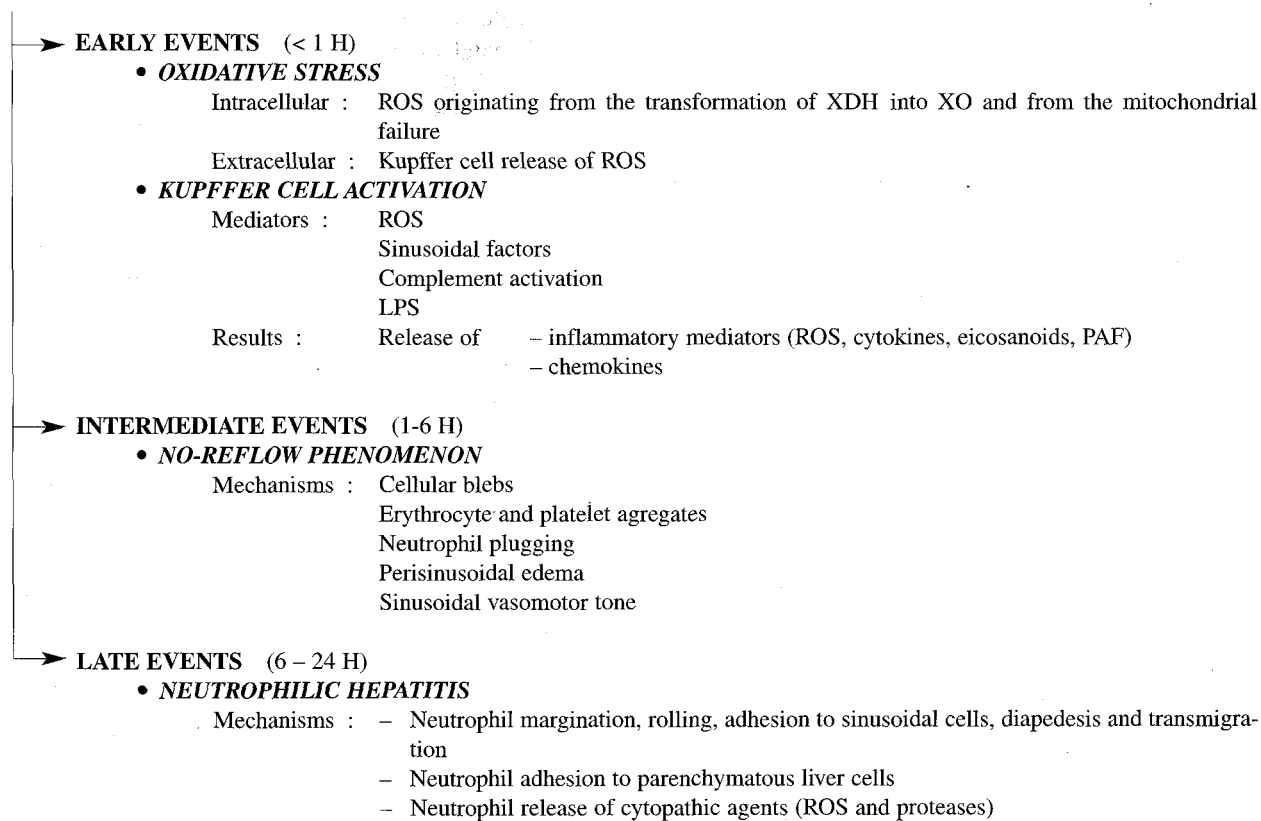 EARLY EVENTS (< 1 H)
• OXIDATIVE STRESS
Intracellular : ROS originating from the transformation of XDH into XO and from the mitochondrial
failure
Extracellular : Kupffer cell release of ROS
• KUPFFER CELL ACTIVATION
Mediators : ROS
Sinusoidal factors
Complement activation
LPS
Results : Release of – inflammatory mediators (ROS, cytokines, eicosanoids, PAF)
– chemokines
INTERMEDIATE EVENTS (1-6 H)
• NO-REFLOW PHENOMENON
Mechanisms : Cellular blebs
Erythrocyte and platelet agregates
Neutrophil plugging
Perisinusoidal edema
Sinusoidal vasomotor tone
LATE EVENTS (6 – 24 H)
• NEUTROPHILIC HEPATITIS
Mechanisms : – Neutrophil margination, rolling, adhesion to sinusoidal cells, diapedesis and transmigra-
tion
– Neutrophil adhesion to parenchymatous liver cells
– Neutrophil release of cytopathic agents (ROS and proteases)